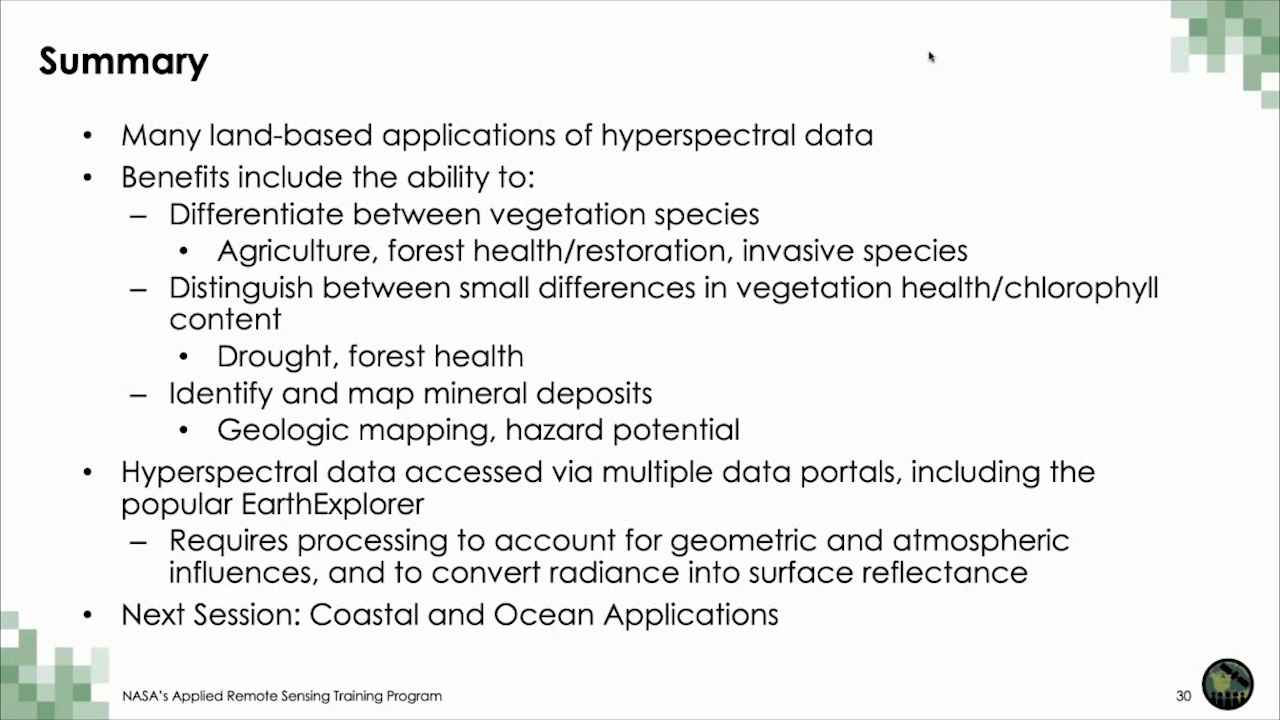 Summary
• Many land-based applications of hyperspectral data
• Benefits include the ability to:
– Differentiate between vegetation species
• Agriculture, forest health/restoration, invasive species
– Distinguish between small differences in vegetation health/chlorophyll
content
• Drought, forest health
– Identify and map mineral deposits
• Geologic mapping, hazard potential
• Hyperspectral data accessed via multiple data portals, including the
popular EarthExplorer
– Requires processing to account for geometric and atmospheric
influences, and to convert radiance into surface reflectance
• Next Session: Coastal and Ocean Applications
NASA's Applied Remote Sensing Training Program
30